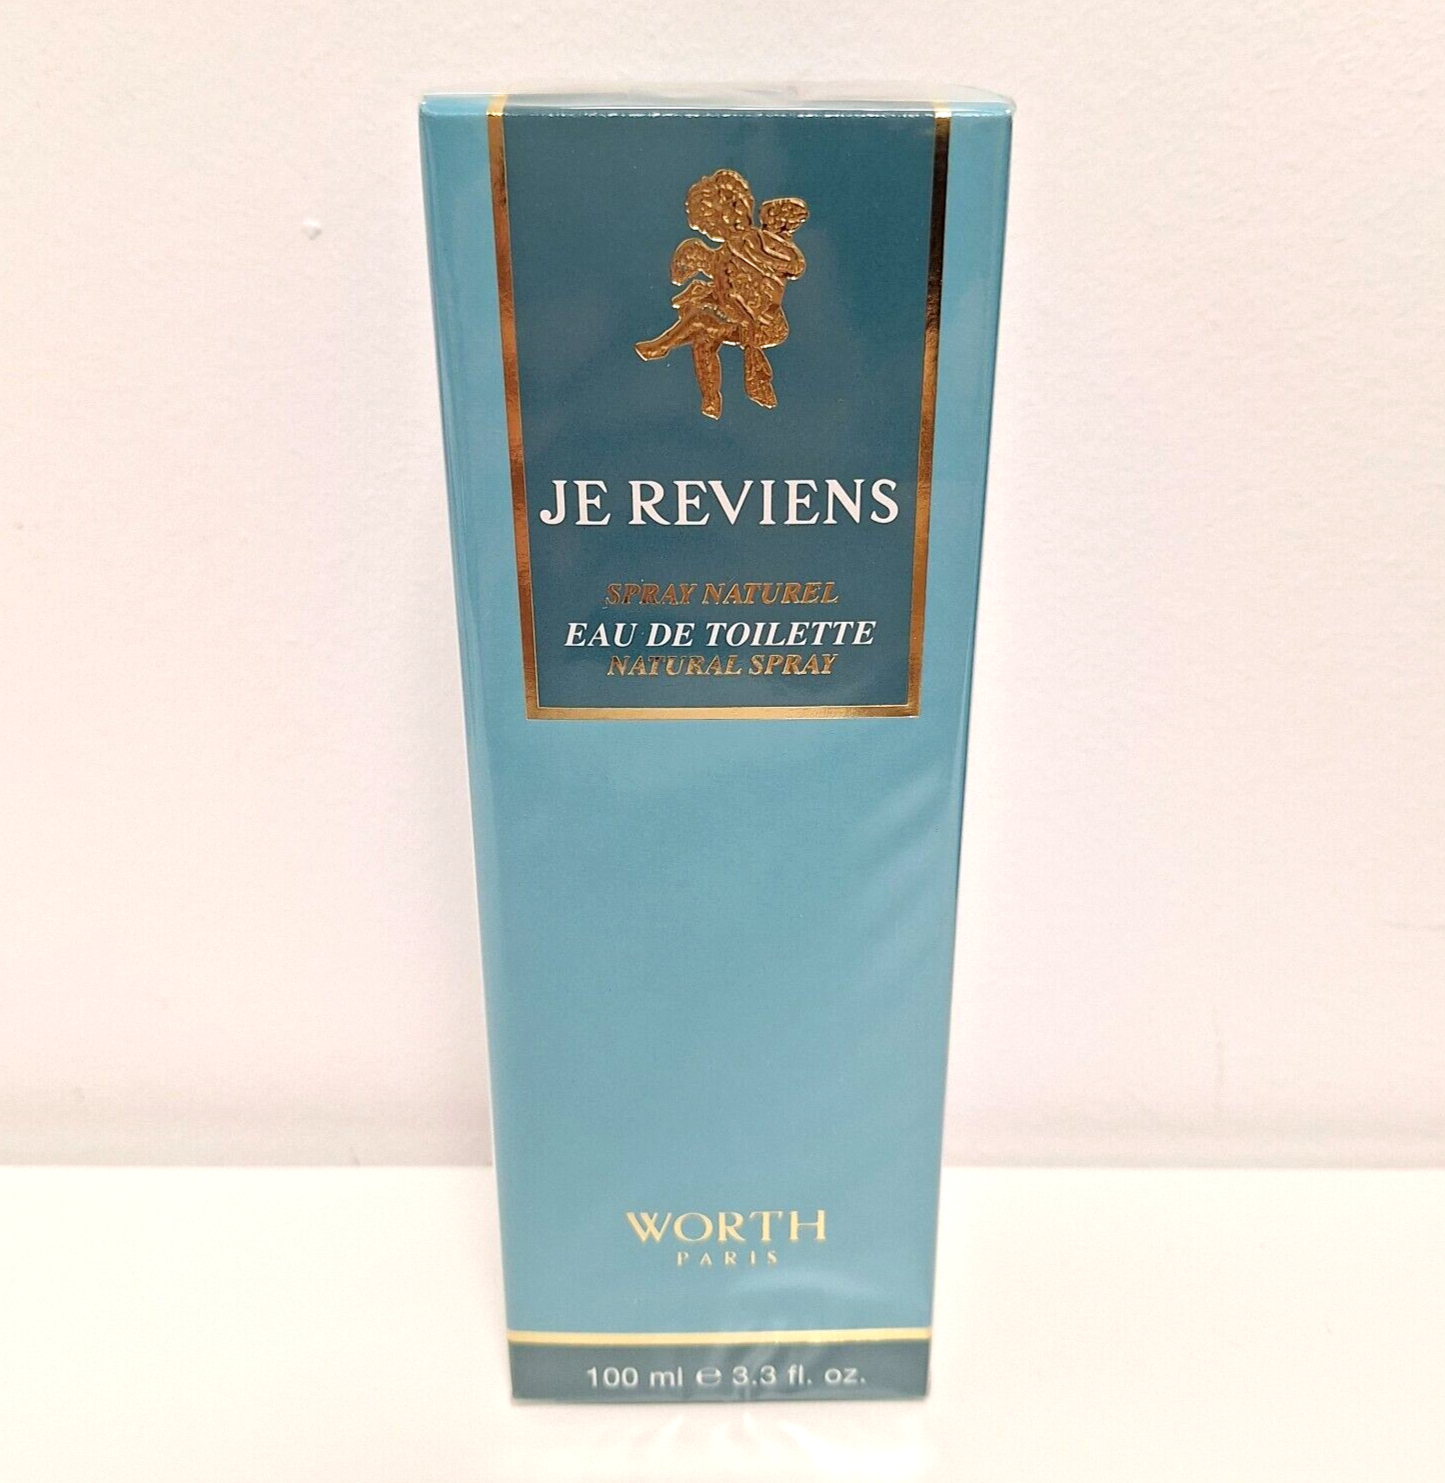 JE REVIENS
SPRAY NATUREL
EAU DE TOILETTE
NATURAL SPRAY
WORTH
PARIS
100 ml ℮ 3.3 fl. oz.